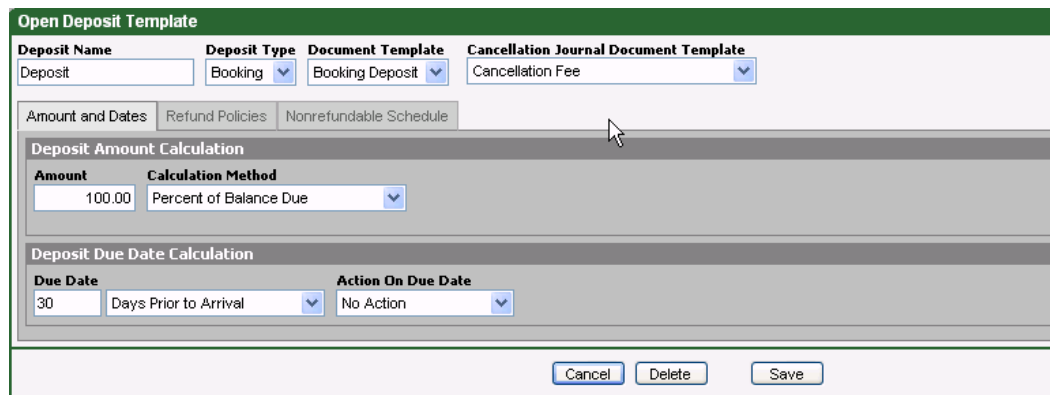 Open Deposit Template
Deposit Name Deposit Type Document Template Cancellation Journal Document Template
Deposit Booking Booking Deposit Cancellation Fee
Amount and Dates Refund Policies Nonrefundable Schedule
Deposit Amount Calculation
Amount Calculation Method
100.00 Percent of Balance Due
Deposit Due Date Calculation
Due Date Action On Due Date
30 Days Prior to Arrival No Action
Cancel Delete Save